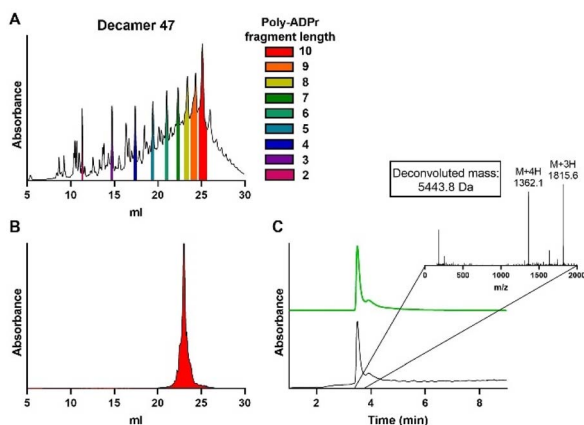 A
Decamer 47
Poly-ADPr
fragment length
10
9
8
7
6
5
4
3
2
Absorbance
5 10 15 20 25 30
ml
B
Absorbance
5 10 15 20 25 30
ml
C
Deconvoluted mass:
5443.8 Da
M+4H
1362.1
M+3H
1815.6
0 500 1000 1500 2000
m/z
Absorbance
2 4 6 8
Time (min)